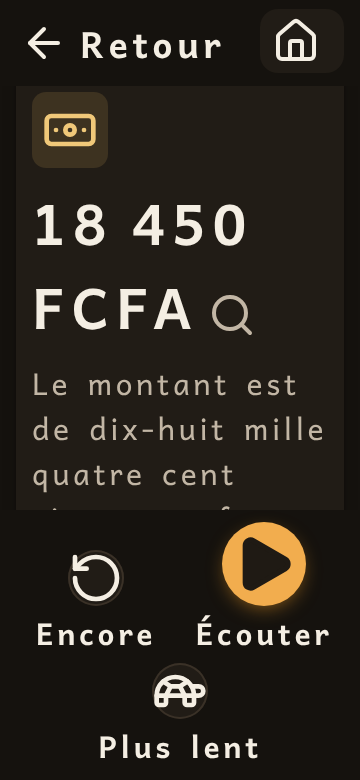 Retour
18 450
FCFA
Le montant est
de dix-huit mille
quatre cent
Encore
Écouter
Plus lent